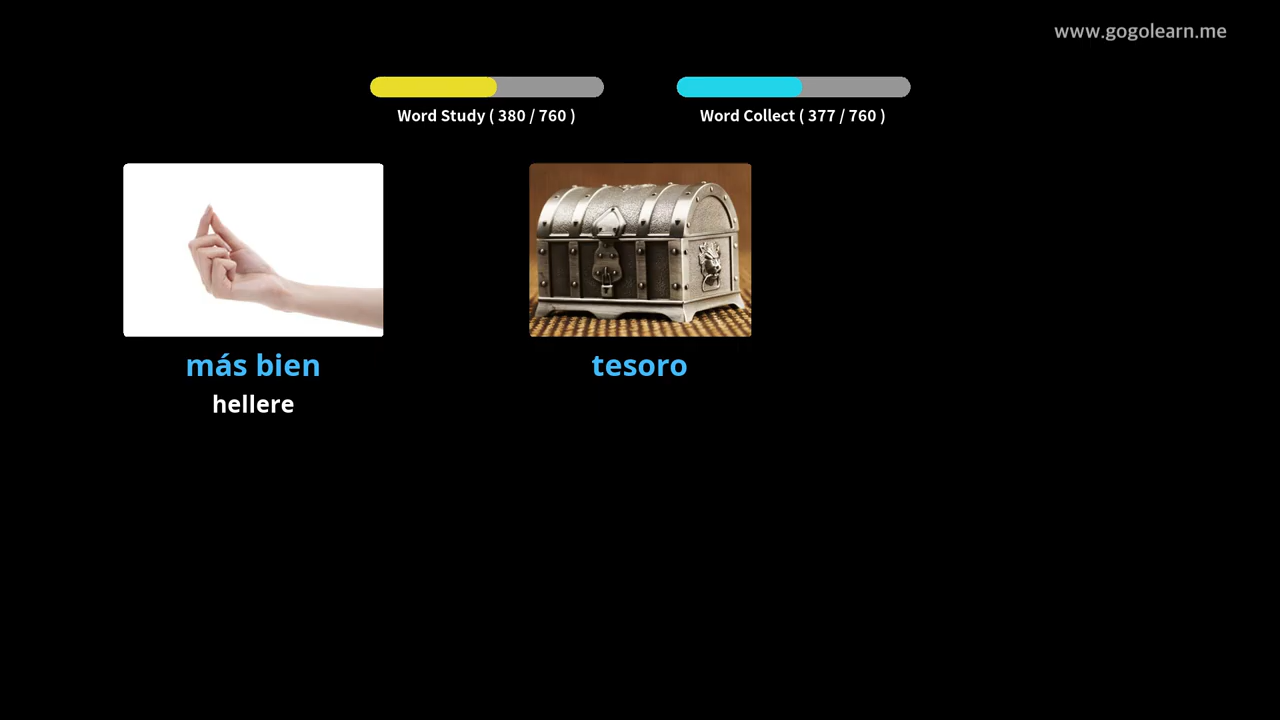 www.gogolearn.me
Word Study ( 380 / 760 )
Word Collect ( 377 / 760 )
más bien
hellere
tesoro